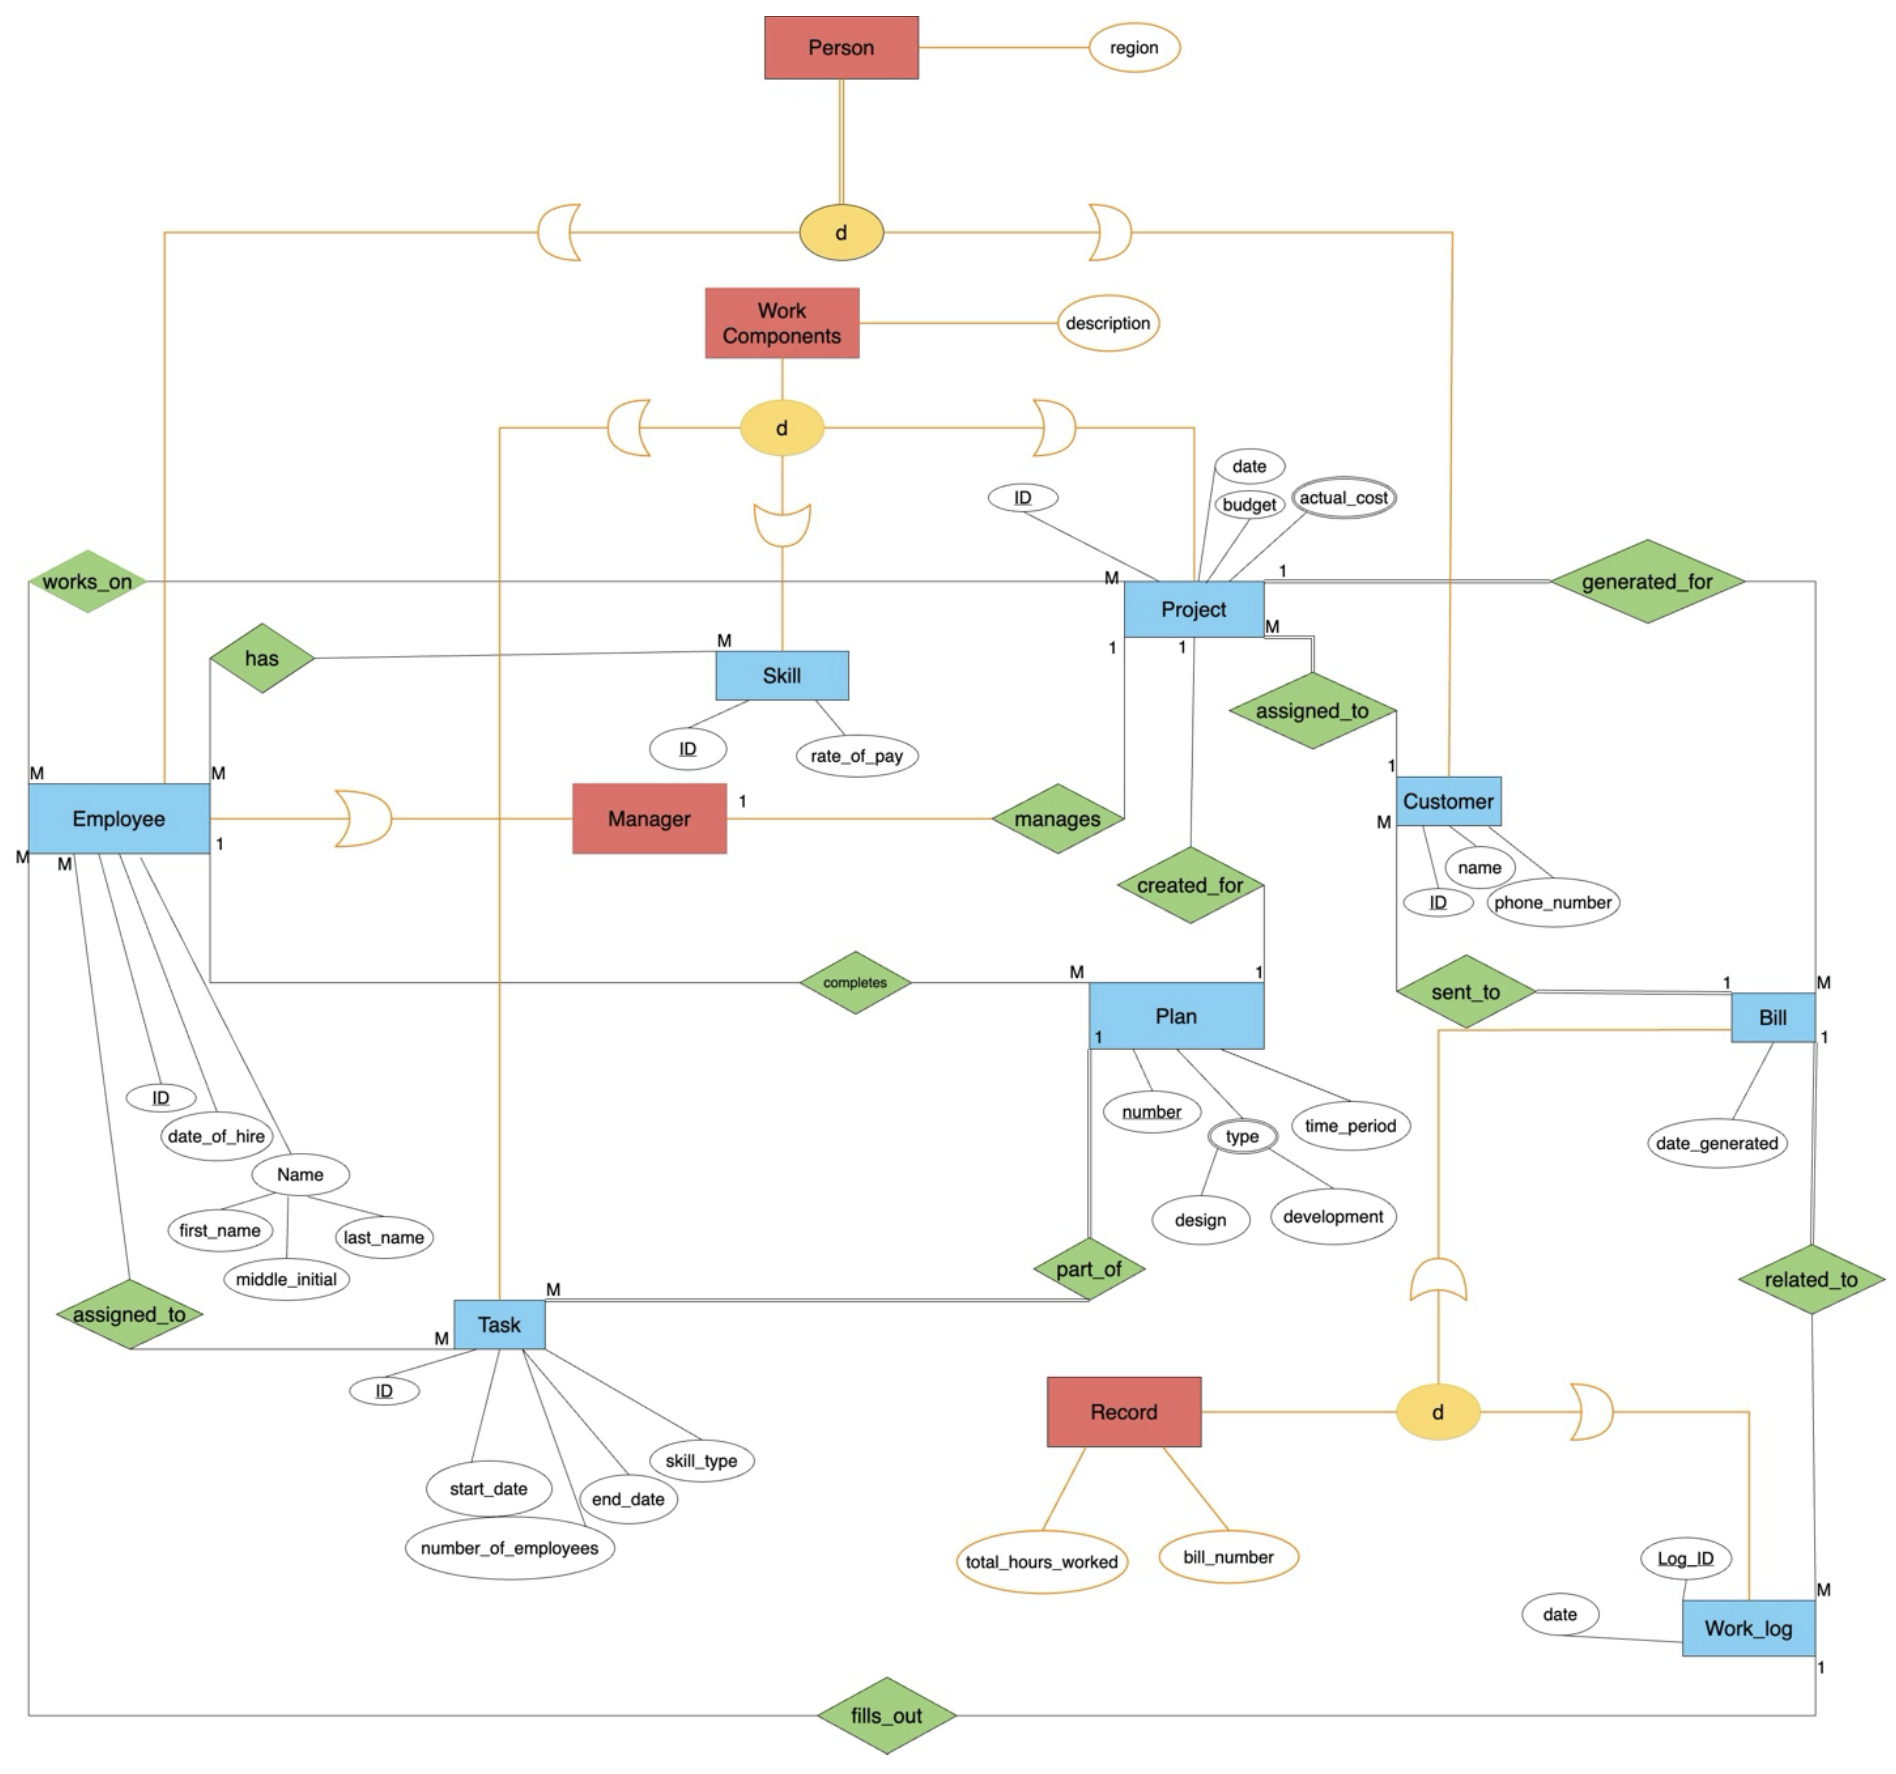 Person
region
d
Work
Components
description
d
date
ID
budget
actual_cost
works_on
M
Project
1
generated_for
has
M
Skill
1
1
M
assigned_to
ID
rate_of_pay
M
M
Employee
1
M
M
Manager
1
manages
1
Customer
M
created_for
name
ID
phone_number
completes
M
1
Plan
1
sent_to
1
M
Bill
1
ID
date_of_hire
Name
first_name
last_name
middle_initial
number
type
time_period
design
development
date_generated
assigned_to
M
M
Task
part_of
related_to
ID
start_date
end_date
skill_type
number_of_employees
Record
d
total_hours_worked
bill_number
Log_ID
date
M
Work_log
1
fills_out